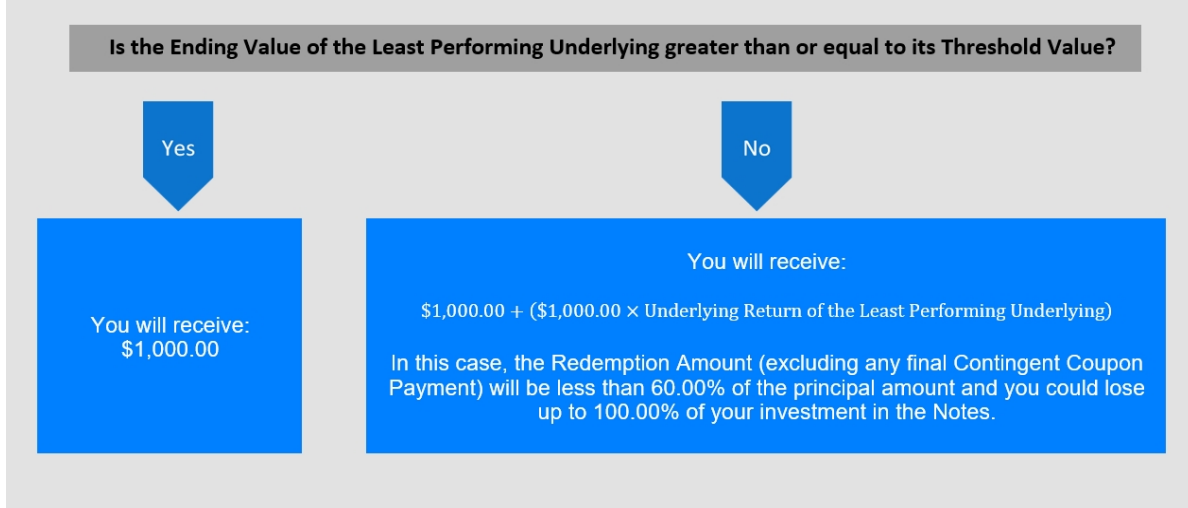 Is the Ending Value of the Least Performing Underlying greater than or equal to its Threshold Value?
Yes
No
You will receive:
$1,000.00
You will receive:
$1,000.00 + ($1,000.00 × Underlying Return of the Least Performing Underlying)
In this case, the Redemption Amount (excluding any final Contingent Coupon
Payment) will be less than 60.00% of the principal amount and you could lose
up to 100.00% of your investment in the Notes.